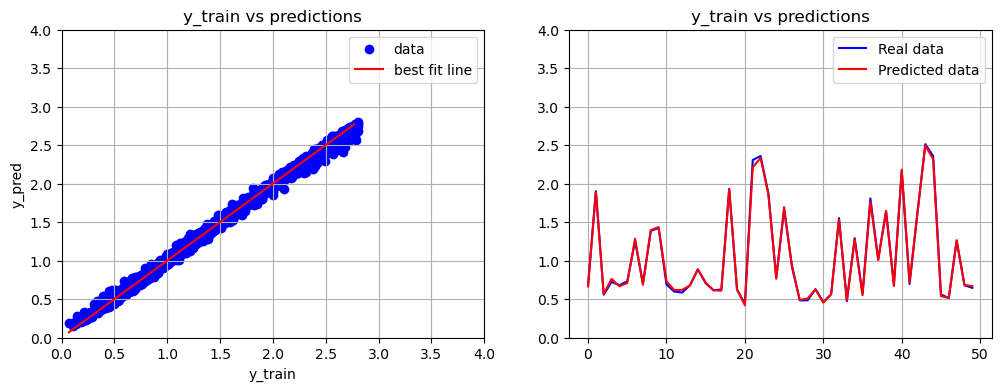 y_train vs predictions
4.0
3.5
3.0
2.5
2.0
1.5
1.0
0.5
0.0
y_pred
data
best fit line
0.0 0.5 1.0 1.5 2.0 2.5 3.0 3.5 4.0
y_train
y_train vs predictions
4.0
3.5
3.0
2.5
2.0
1.5
1.0
0.5
0.0
Real data
Predicted data
0 10 20 30 40 50